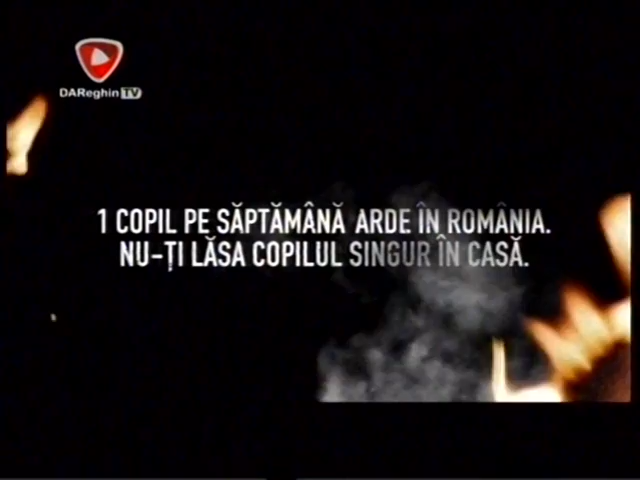 DAReghin TV
1 COPIL PE SĂPTĂMÂNĂ ARDE ÎN ROMÂNIA.
NU-ȚI LĂSA COPILUL SINGUR ÎN CASĂ.